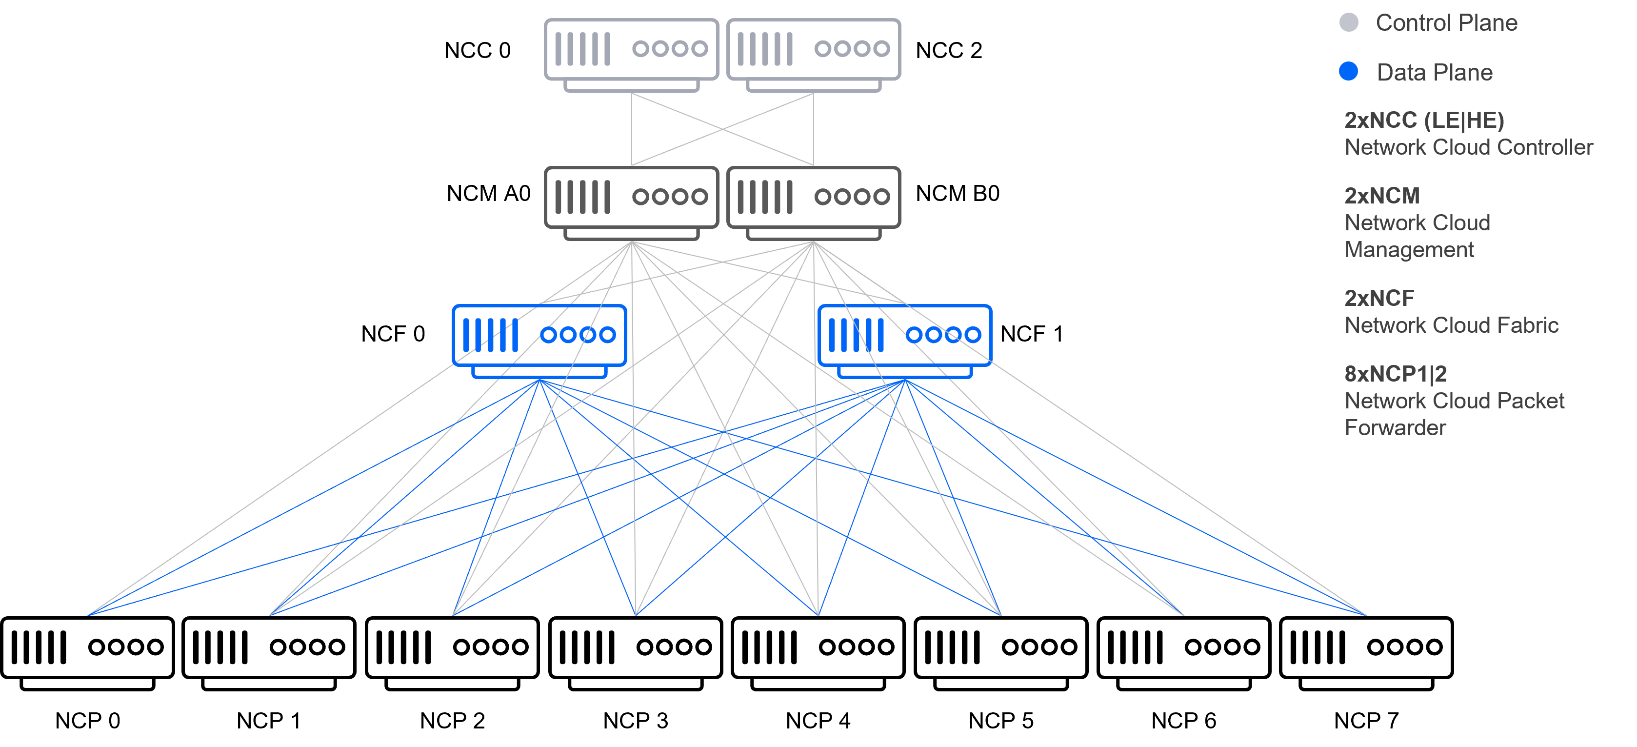 NCC 0
NCC 2
Control Plane
Data Plane
2xNCC (LE|HE)
Network Cloud Controller
NCM A0
NCM B0
2xNCM
Network Cloud
Management
2xNCF
Network Cloud Fabric
NCF 0
NCF 1
8xNCP1|2
Network Cloud Packet
Forwarder
NCP 0
NCP 1
NCP 2
NCP 3
NCP 4
NCP 5
NCP 6
NCP 7